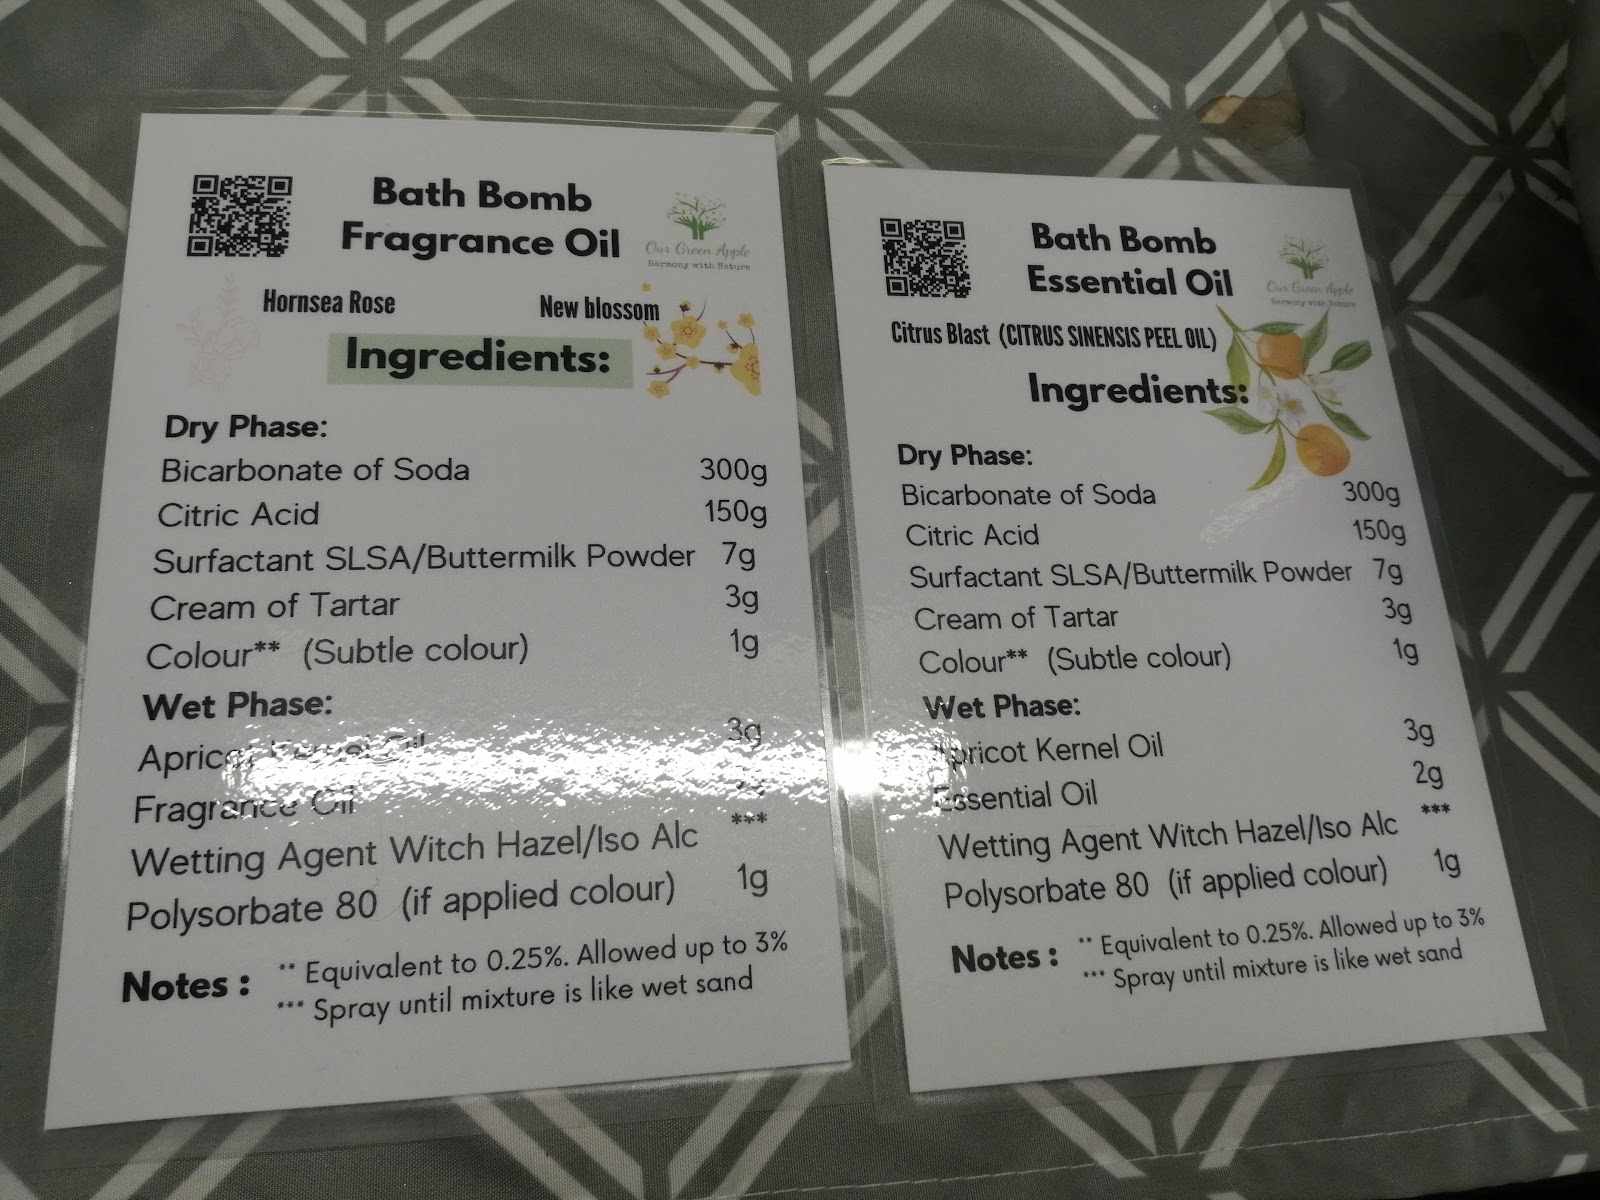 Bath Bomb
Fragrance Oil
Our Green Apple
Harmony with Nature
Hornsea Rose New blossom
Ingredients:
Dry Phase:
Bicarbonate of Soda 300g
Citric Acid 150g
Surfactant SLSA/Buttermilk Powder 7g
Cream of Tartar 3g
Colour** (Subtle colour) 1g
Wet Phase:
Apricot Kernel Oil 3g
Fragrance Oil
Wetting Agent Witch Hazel/Iso Alc ***
Polysorbate 80 (if applied colour) 1g
Notes : ** Equivalent to 0.25%. Allowed up to 3%
*** Spray until mixture is like wet sand
Bath Bomb
Essential Oil
Our Green Apple
Harmony with Nature
Citrus Blast (CITRUS SINENSIS PEEL OIL)
Ingredients:
Dry Phase:
Bicarbonate of Soda 300g
Citric Acid 150g
Surfactant SLSA/Buttermilk Powder 7g
Cream of Tartar 3g
Colour** (Subtle colour) 1g
Wet Phase:
Apricot Kernel Oil 3g
Essential Oil 2g
Wetting Agent Witch Hazel/Iso Alc ***
Polysorbate 80 (if applied colour) 1g
Notes : ** Equivalent to 0.25%. Allowed up to 3%
*** Spray until mixture is like wet sand